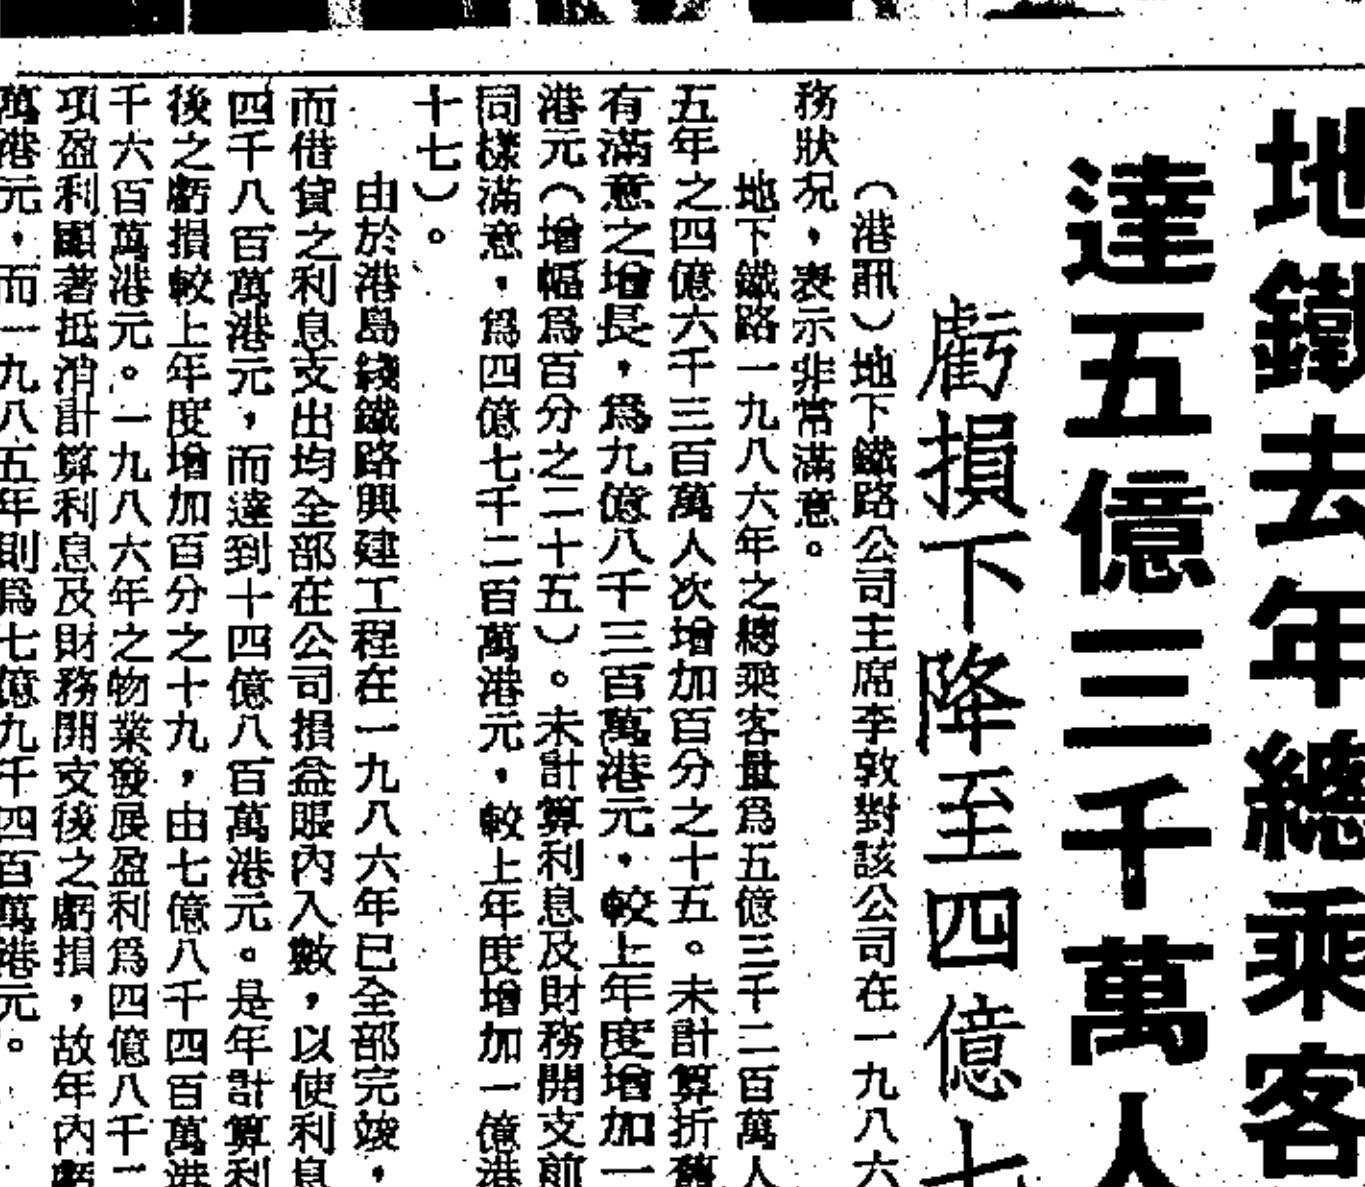 地鐵去年總乘客
達五億三千萬人
虧損下降至四億七
（港訊）地下鐵路公司主席李敦對該公司在一九八六
務狀况，表示非常滿意。
地下鐵路一九八六年之總乘客量爲五億三千二百萬人
五年之四億六千三百萬人次增加百分之十五。未計算折舊
有滿意之增長，爲九億八千三百萬港元，較上年度增加一
港元（增幅爲百分之二十五）。未計算利息及財務開支前
同樣滿意，爲四億七千二百萬港元，較上年度增加一億港
十七）。
由於港島綫鐵路興建工程在一九八六年已全部完竣，
而借貸之利息支出均全部在公司損益賬內入數，以使利息
四千八百萬港元，而達到十四億八百萬港元。是年計算利
後之虧損較上年度增加百分之十九，由七億八千四百萬港
千六百萬港元。一九八六年之物業發展盈利爲四億八千一
項盈利顯著抵消計算利息及財務開支後之虧損，故年內虧
萬港元，而一九八五年則爲七億九千四百萬港元。